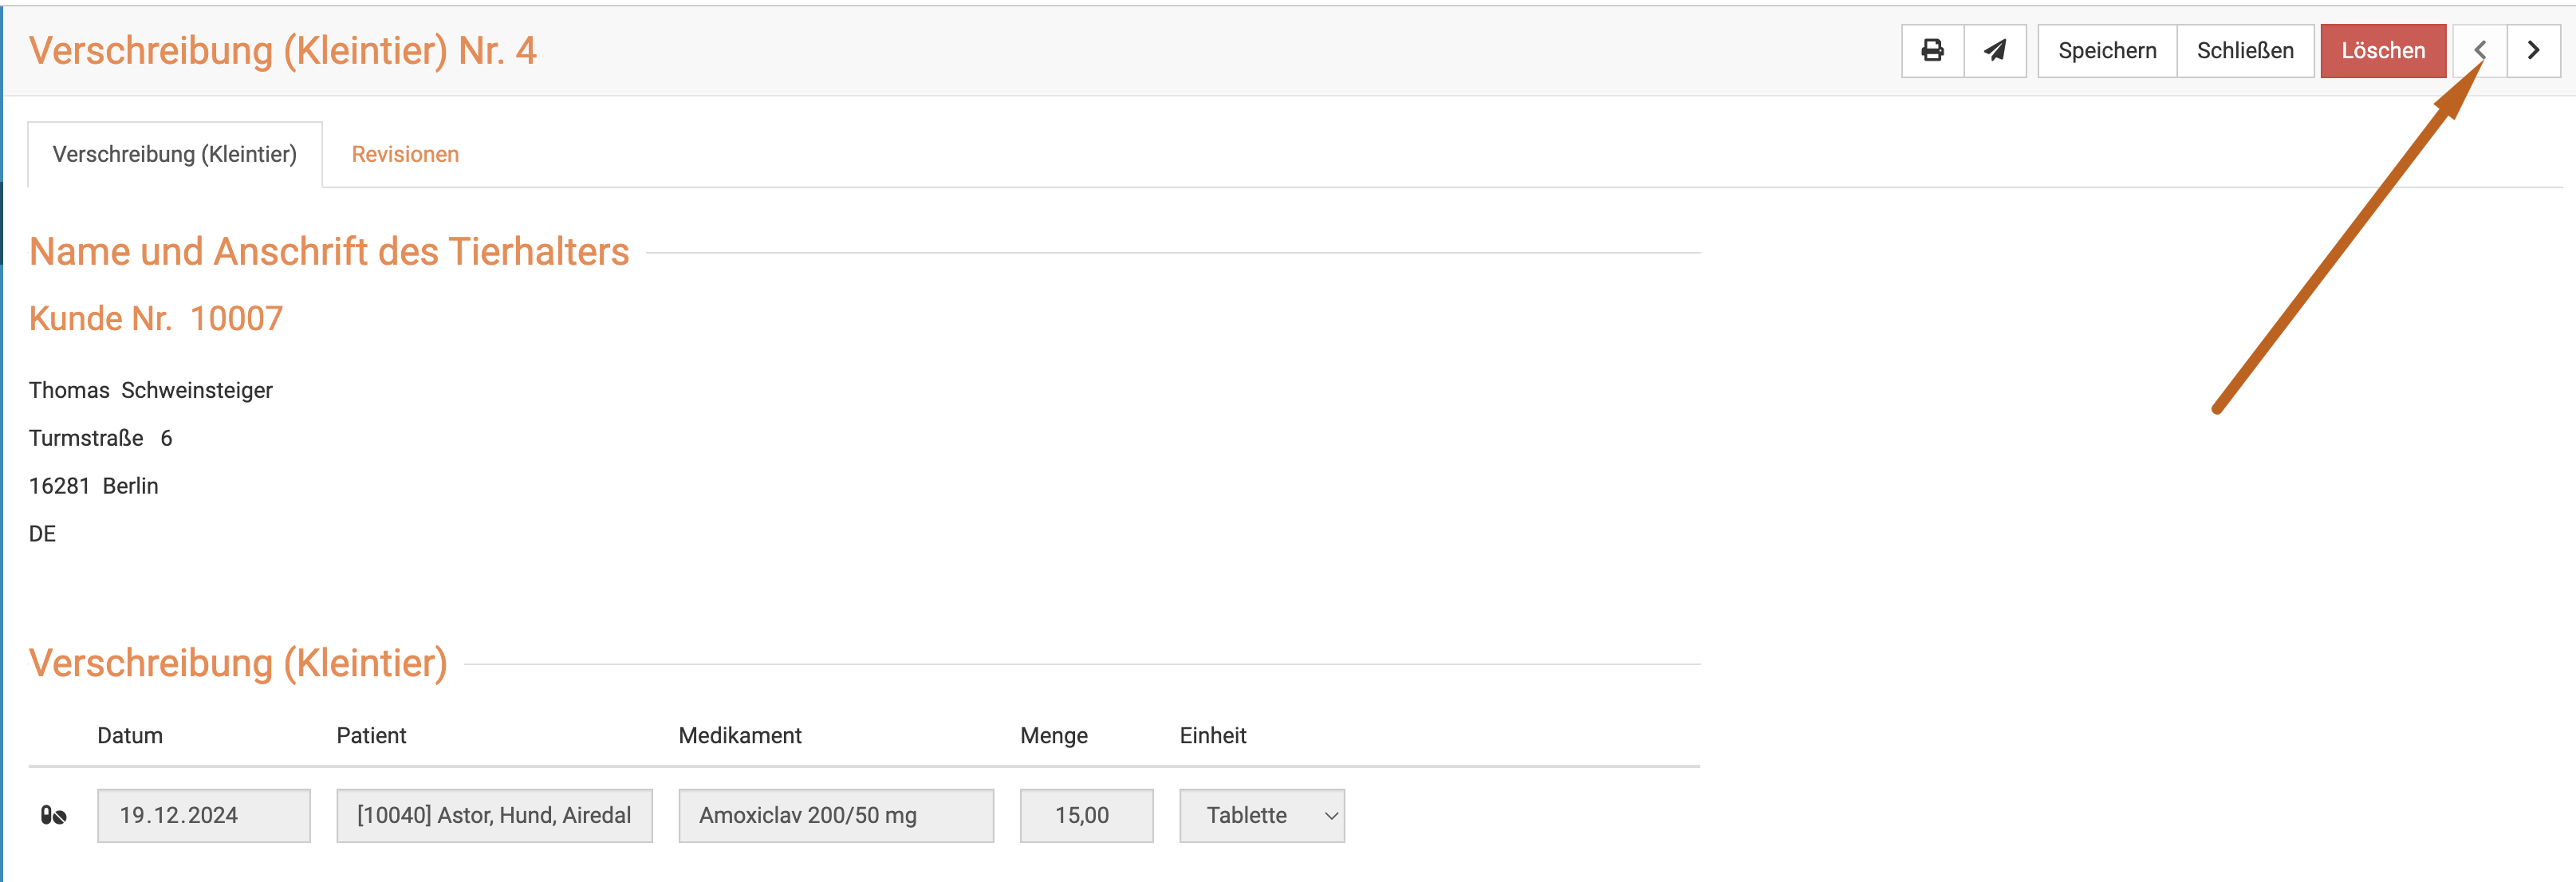 Verschreibung (Kleintier) Nr. 4
Speichern
Schließen
Löschen
Verschreibung (Kleintier)
Revisionen
Name und Anschrift des Tierhalters
Kunde Nr. 10007
Thomas Schweinsteiger
Turmstraße 6
16281 Berlin
DE
Verschreibung (Kleintier)
Datum Patient Medikament Menge Einheit
19.12.2024 [10040] Astor, Hund, Airedal Amoxiclav 200/50 mg 15,00 Tablette